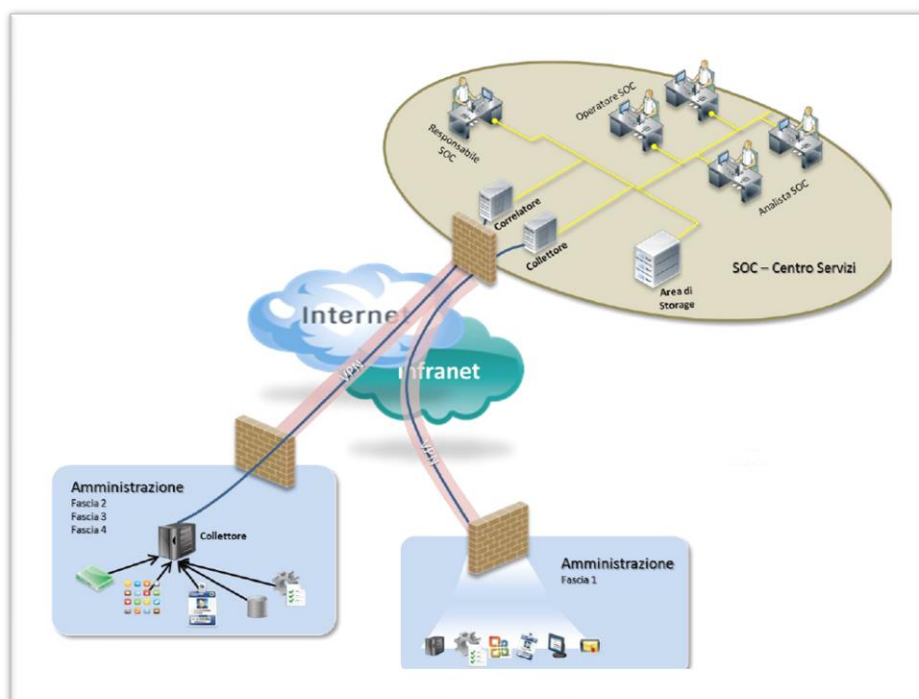 Responsabile
SOC
Operatore SOC
Analista SOC
Correlatore
Collettore
Area di
Storage
SOC – Centro Servizi
Internet
Infranet
VPN
VPN
Amministrazione
Fascia 2
Fascia 3
Fascia 4
Collettore
Amministrazione
Fascia 1